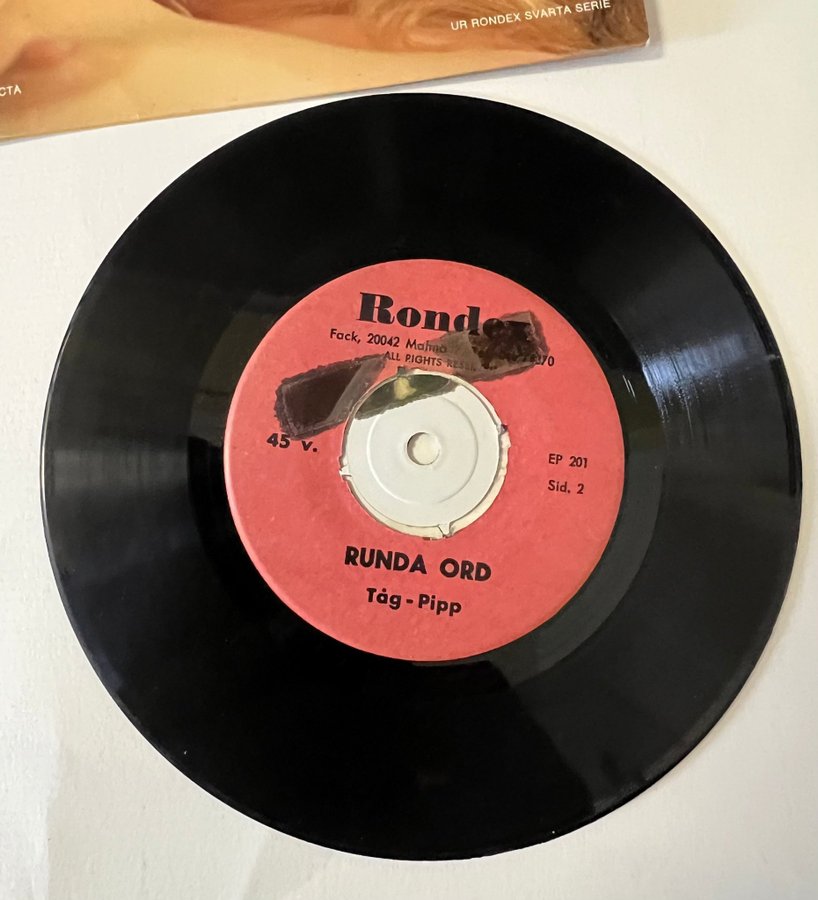 UR RONDEX SVARTA SERIE
CTA
Rondex
Fack, 20042 Malmö
ALL RIGHTS RESE
45 v.
EP 201
Sid. 2
RUNDA ORD
Tåg - Pipp